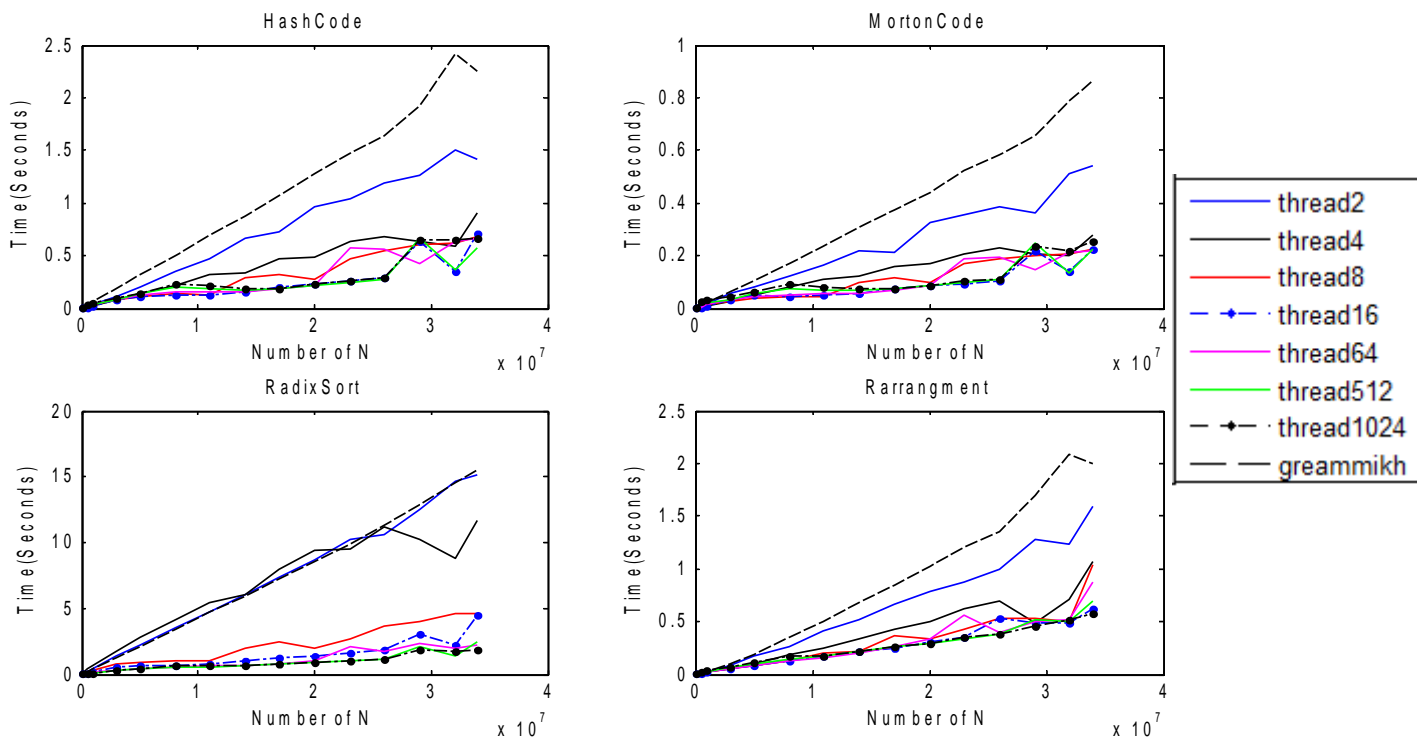 HashCode
2.5
2
1.5
1
0.5
0
Time(Seconds)
0 1 2 3 4
Number of N
x 10^7
MortonCode
1
0.8
0.6
0.4
0.2
0
Time(Seconds)
0 1 2 3 4
Number of N
x 10^7
RadixSort
20
15
10
5
0
Time(Seconds)
0 1 2 3 4
Number of N
x 10^7
Rarrangment
2.5
2
1.5
1
0.5
0
Time(Seconds)
0 1 2 3 4
Number of N
x 10^7
thread2
thread4
thread8
thread16
thread64
thread512
thread1024
greammikh